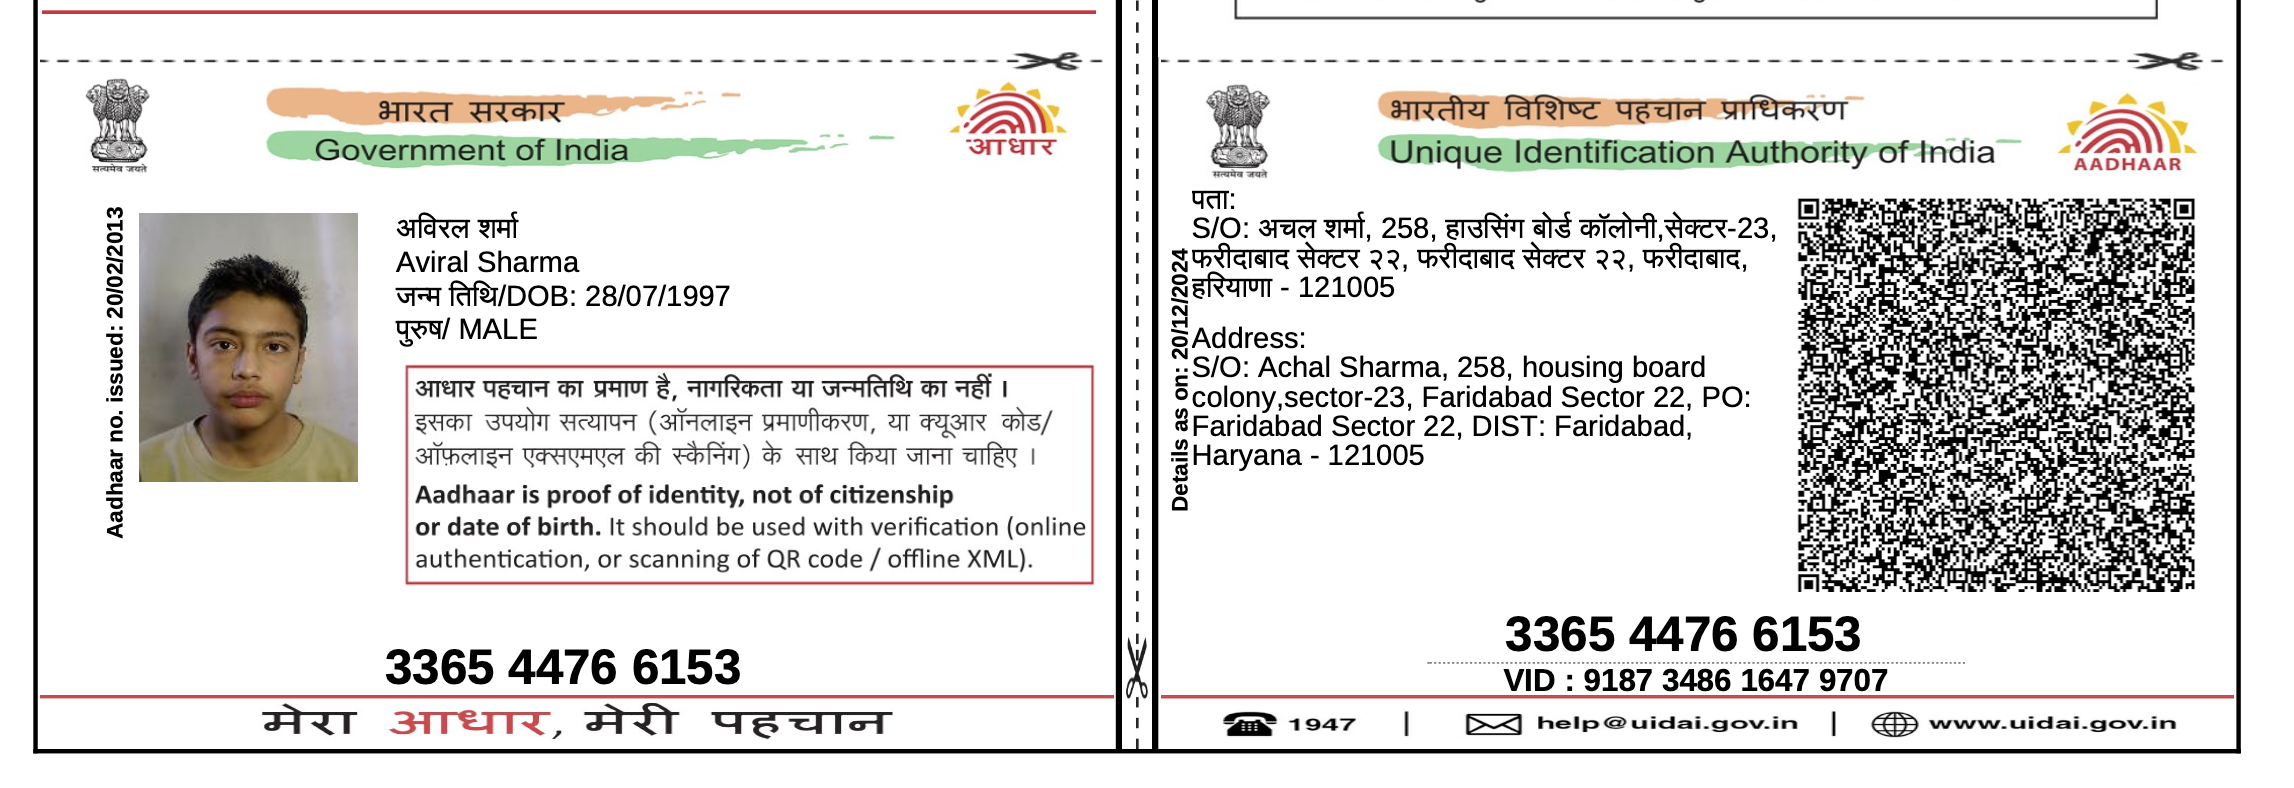 भारत सरकार
Government of India
सत्यमेव जयते
आधार
Aadhaar no. issued: 20/02/2013
अविरल शर्मा
Aviral Sharma
जन्म तिथि/DOB: 28/07/1997
पुरुष/ MALE
आधार पहचान का प्रमाण है, नागरिकता या जन्मतिथि का नहीं ।
इसका उपयोग सत्यापन (ऑनलाइन प्रमाणीकरण, या क्यूआर कोड/
ऑफ़लाइन एक्सएमएल की स्कैनिंग) के साथ किया जाना चाहिए ।
Aadhaar is proof of identity, not of citizenship
or date of birth. It should be used with verification (online
authentication, or scanning of QR code / offline XML).
3365 4476 6153
मेरा आधार, मेरी पहचान
भारतीय विशिष्ट पहचान प्राधिकरण
Unique Identification Authority of India
सत्यमेव जयते
AADHAAR
Details as on: 20/12/2024
पता:
S/O: अचल शर्मा, 258, हाउसिंग बोर्ड कॉलोनी,सेक्टर-23,
फरीदाबाद सेक्टर २२, फरीदाबाद सेक्टर २२, फरीदाबाद,
हरियाणा - 121005
Address:
S/O: Achal Sharma, 258, housing board
colony,sector-23, Faridabad Sector 22, PO:
Faridabad Sector 22, DIST: Faridabad,
Haryana - 121005
3365 4476 6153
VID : 9187 3486 1647 9707
1947 | help@uidai.gov.in | www.uidai.gov.in